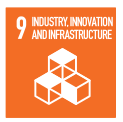 9 INDUSTRY, INNOVATION
AND INFRASTRUCTURE